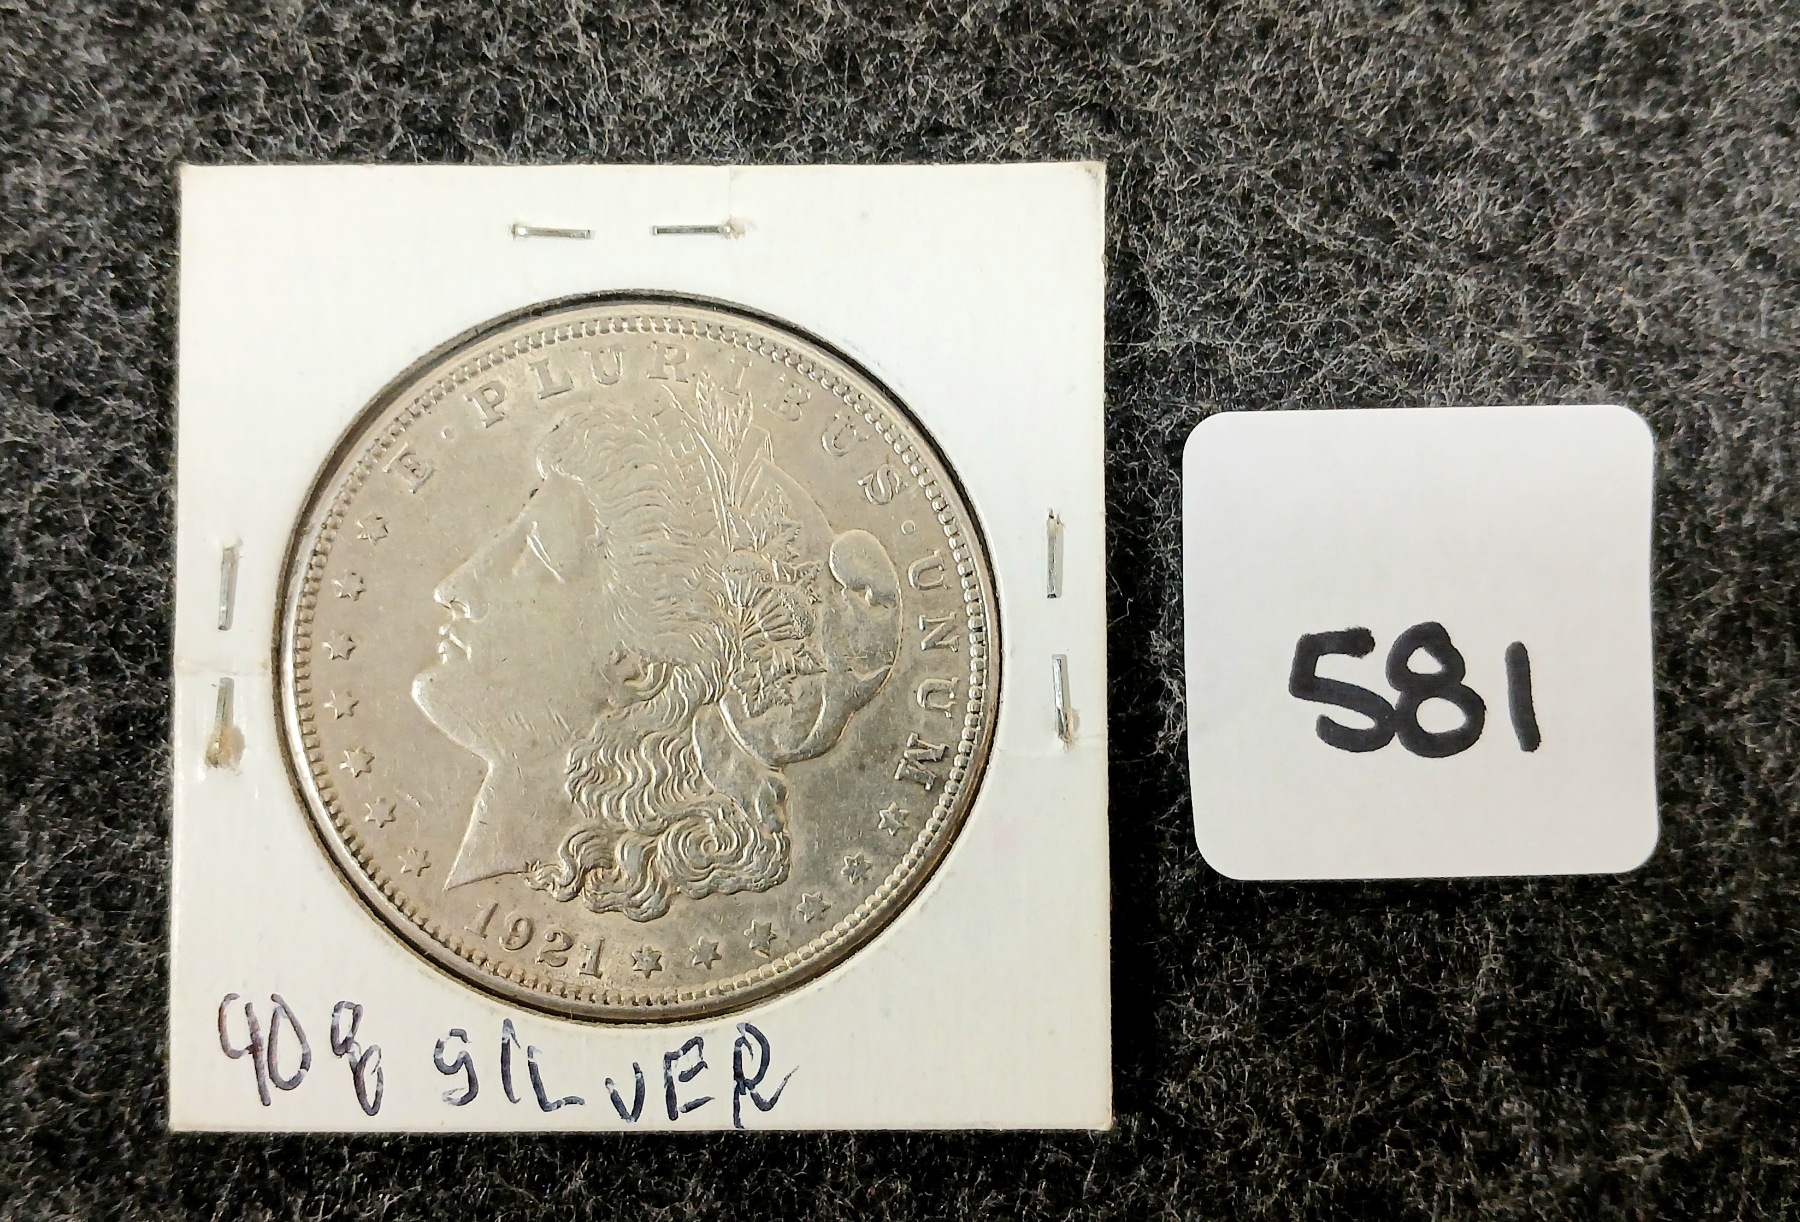 E · PLURIBUS · UNUM
1921
90% SILVER
581